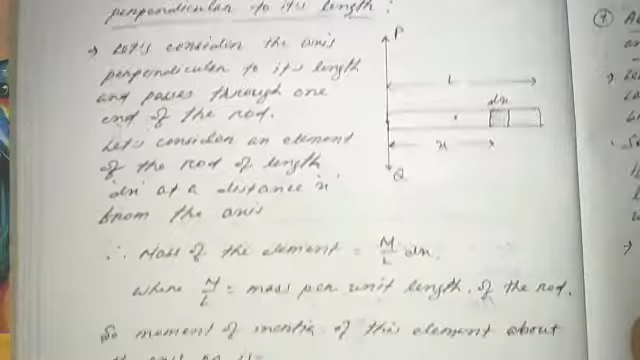 perpendicular to it's length:
→ Let's consider the axis
perpendicular to it's length
and passes through one
end of the rod.
Let's consider an element
of the rod of length
'dx' at a distance 'x'
from the axis
P
L
dx
x
Q
∴ Mass of the element = M/L dx.
where M/L = mass per unit length of the rod.
So moment of inertia of this element about